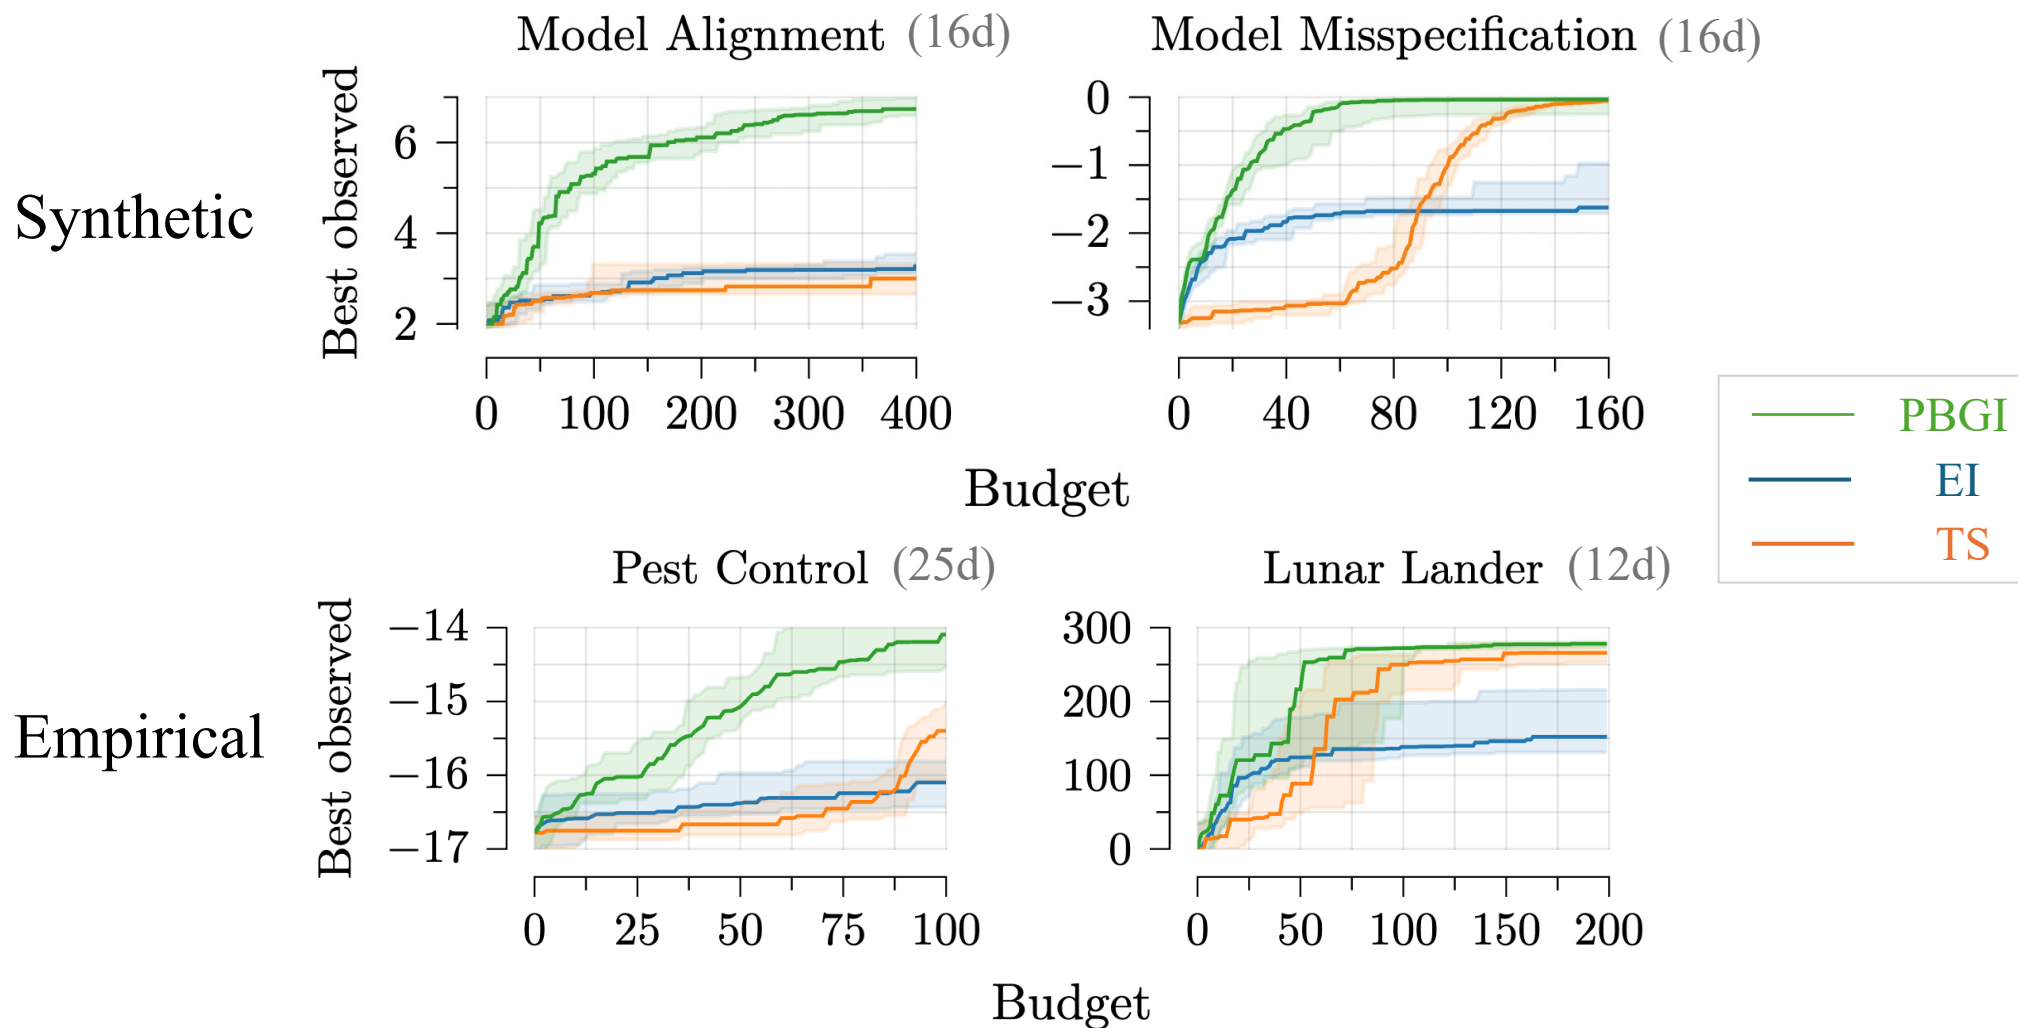 Model Alignment (16d)
Model Misspecification (16d)
Synthetic
Best observed
6
4
2
0 100 200 300 400
0
−1
−2
−3
0 40 80 120 160
Budget
PBGI
EI
TS
Pest Control (25d)
Lunar Lander (12d)
Empirical
Best observed
−14
−15
−16
−17
0 25 50 75 100
300
200
100
0
0 50 100 150 200
Budget